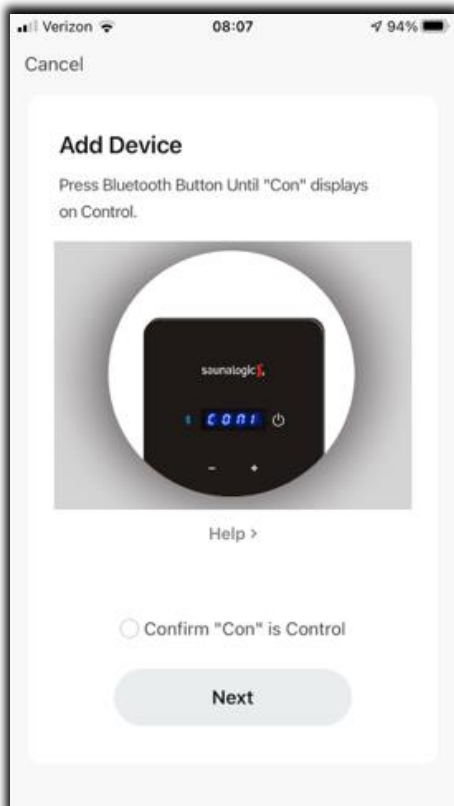 Verizon 08:07 94%
Cancel
Add Device
Press Bluetooth Button Until "Con" displays
on Control.
saunalogic
CON1
- +
Help >
Confirm "Con" is Control
Next